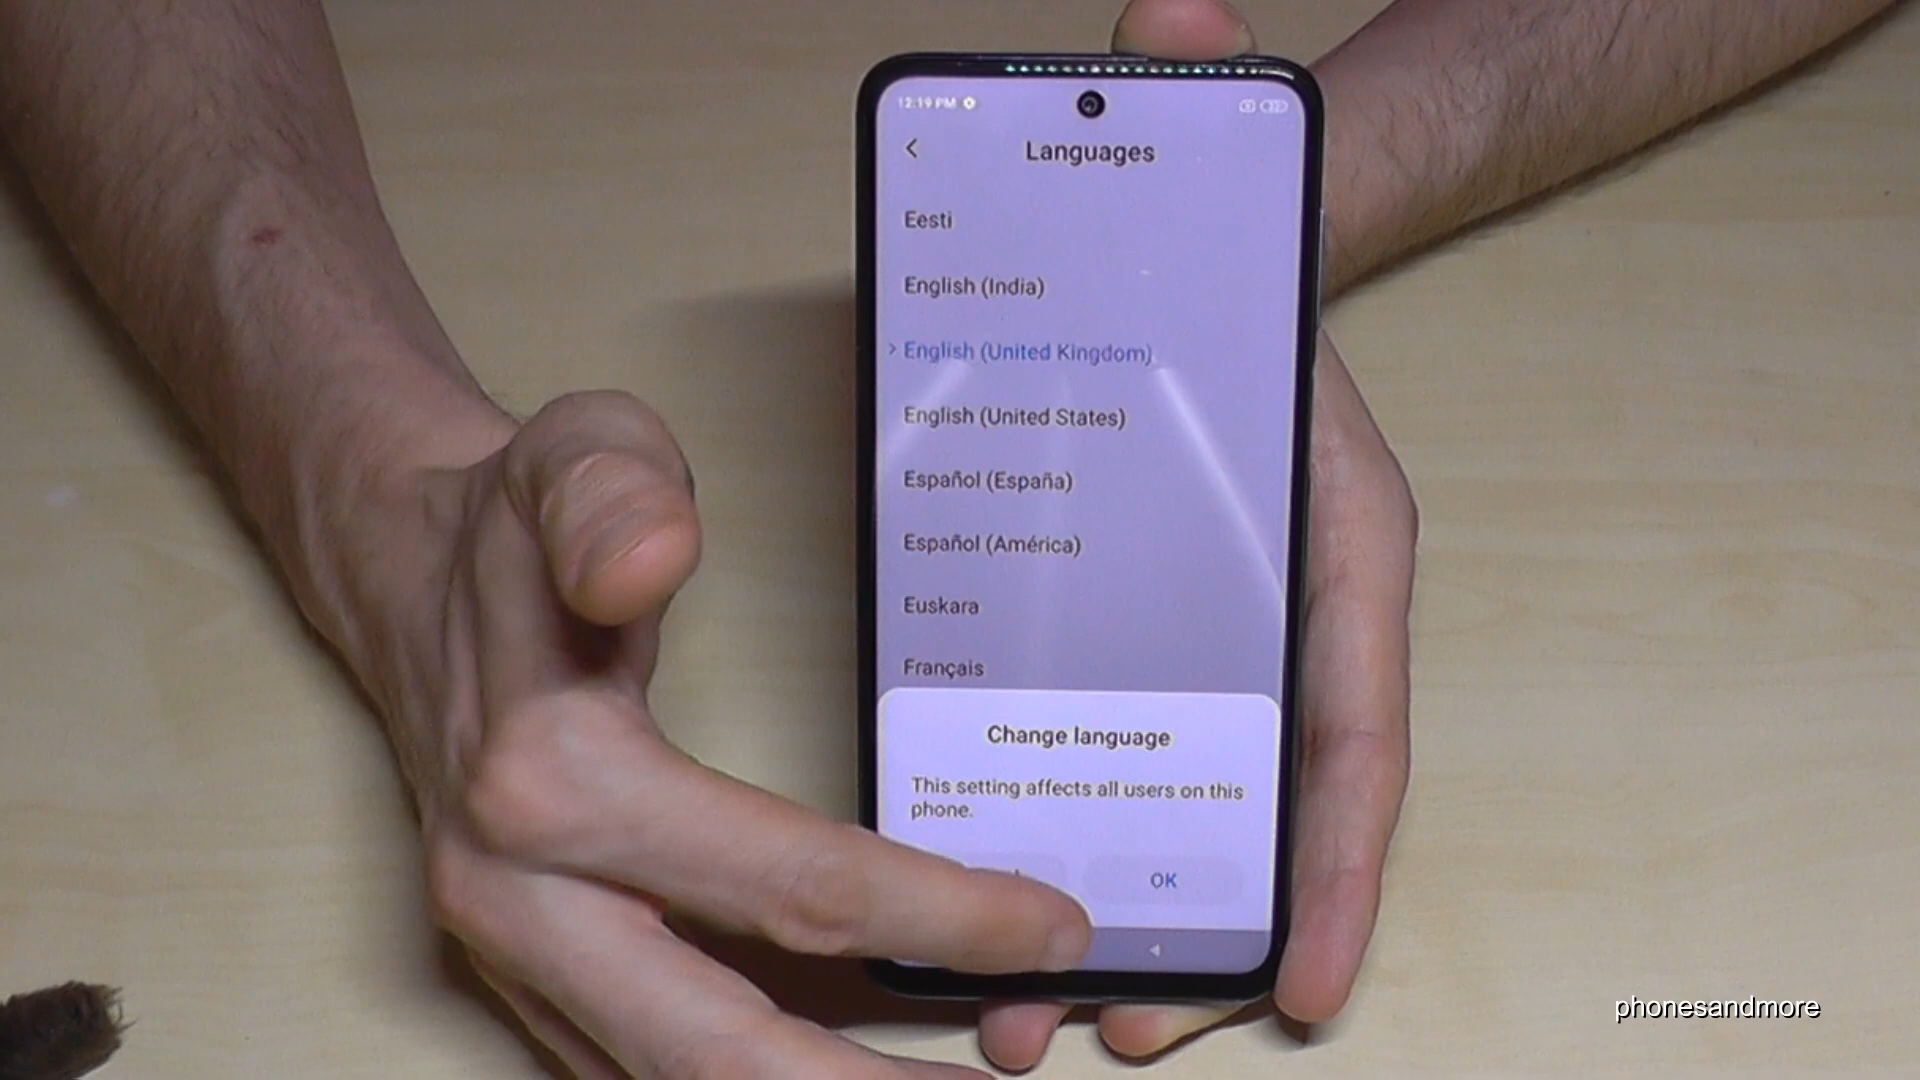 12:19 PM
Languages
Eesti
English (India)
English (United Kingdom)
English (United States)
Español (España)
Español (América)
Euskara
Français
Change language
This setting affects all users on this
phone.
OK
phonesandmore